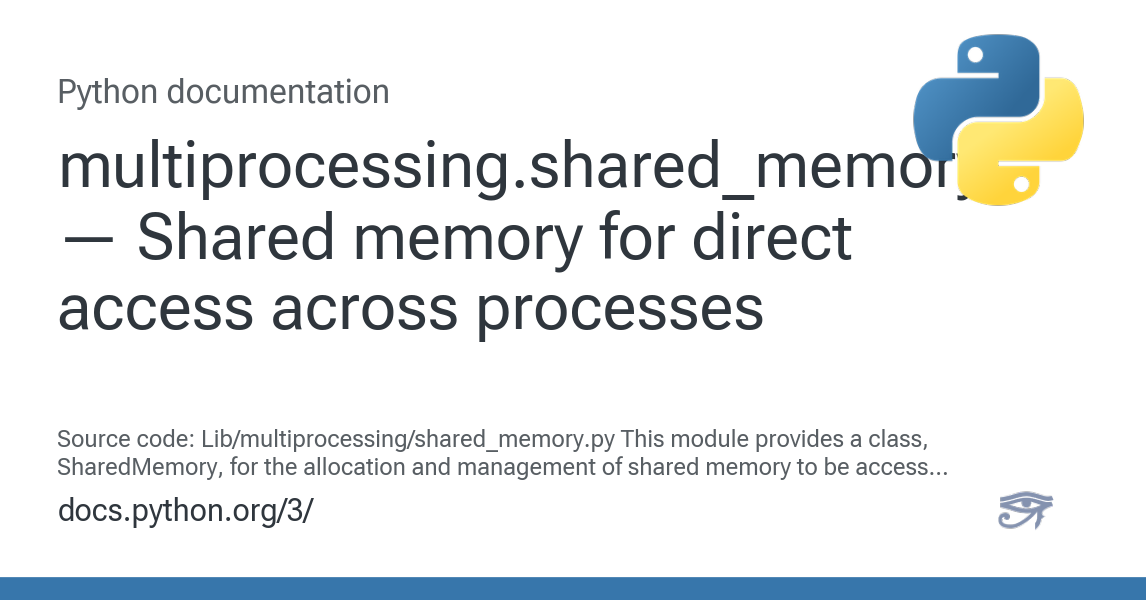 Python documentation
multiprocessing.shared_memory
— Shared memory for direct
access across processes
Source code: Lib/multiprocessing/shared_memory.py This module provides a class,
SharedMemory, for the allocation and management of shared memory to be access...
docs.python.org/3/